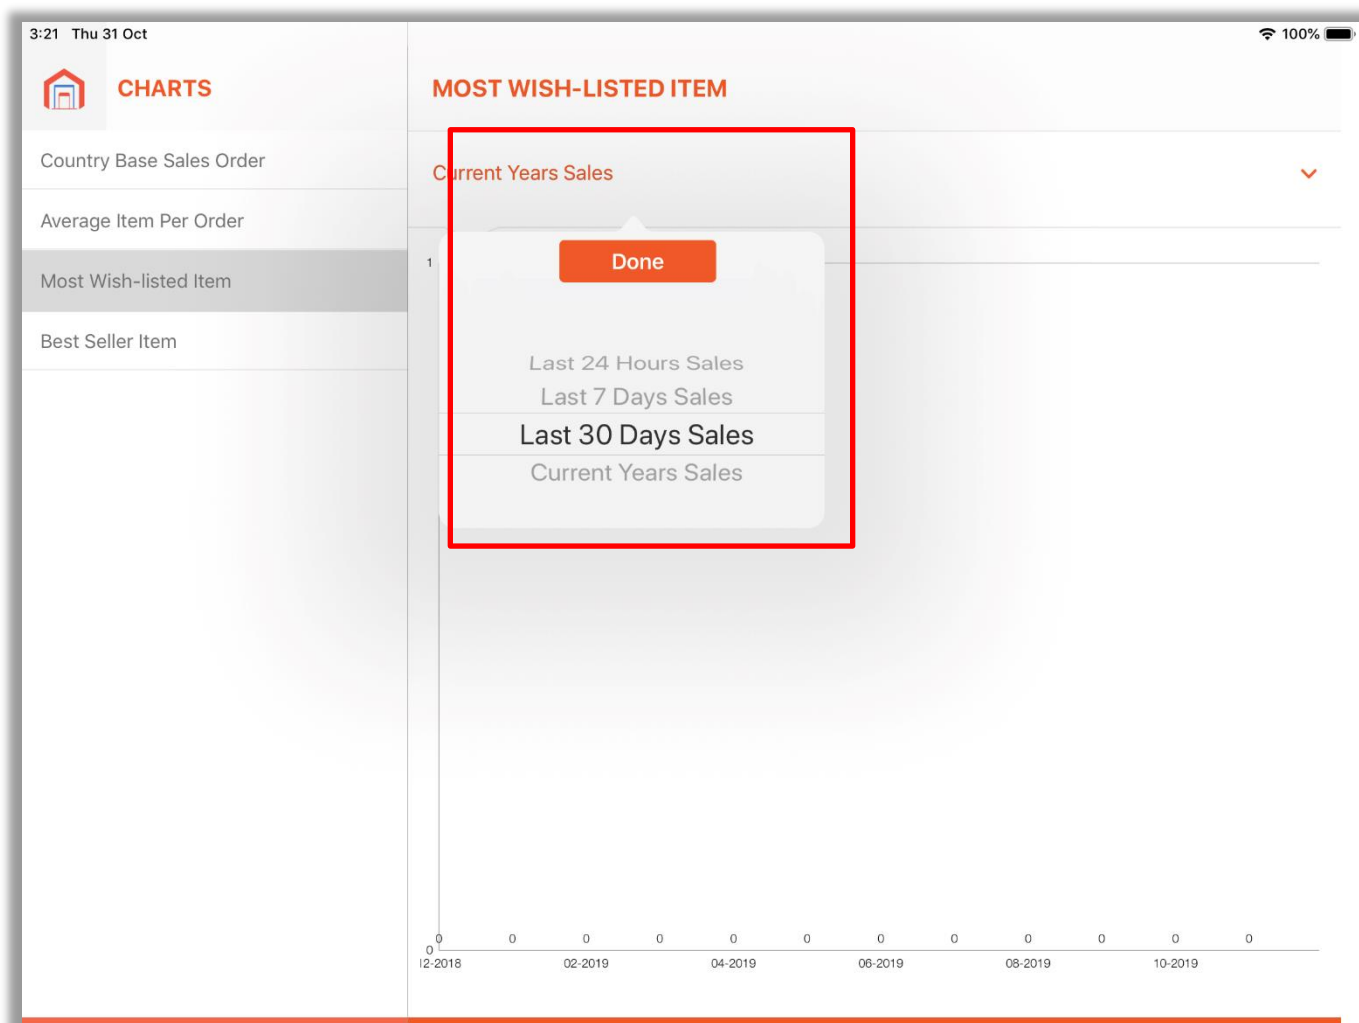 3:21 Thu 31 Oct
100%
CHARTS
MOST WISH-LISTED ITEM
Country Base Sales Order
Average Item Per Order
Most Wish-listed Item
Best Seller Item
Current Years Sales
Done
Last 24 Hours Sales
Last 7 Days Sales
Last 30 Days Sales
Current Years Sales
1
0 0 0 0 0 0 0 0 0 0 0 0
0
12-2018 02-2019 04-2019 06-2019 08-2019 10-2019